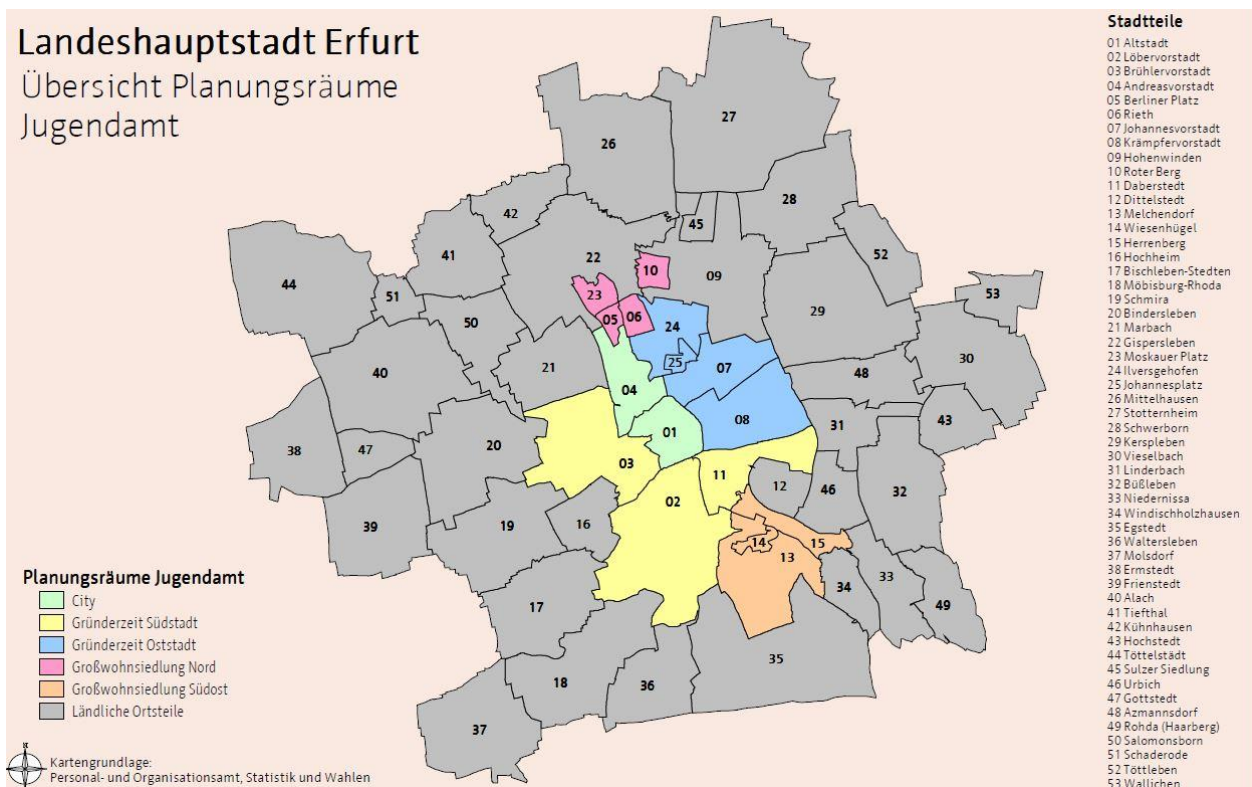 Landeshauptstadt Erfurt
Übersicht Planungsräume
Jugendamt
Stadtteile
01 Altstadt
02 Löbervorstadt
03 Brühlervorstadt
04 Andreasvorstadt
05 Berliner Platz
06 Rieth
07 Johannesvorstadt
08 Krämpfervorstadt
09 Hohenwinden
10 Roter Berg
11 Daberstedt
12 Dittelstedt
13 Melchendorf
14 Wiesenhügel
15 Herrenberg
16 Hochheim
17 Bischleben-Stedten
18 Möbisburg-Rhoda
19 Schmira
20 Bindersleben
21 Marbach
22 Gispersleben
23 Moskauer Platz
24 Ilversgehofen
25 Johannesplatz
26 Mittelhausen
27 Stotternheim
28 Schwerborn
29 Kerspleben
30 Vieselbach
31 Linderbach
32 Büßleben
33 Niedernissa
34 Windischholzhausen
35 Egstedt
36 Waltersleben
37 Molsdorf
38 Ermstedt
39 Frienstedt
40 Alach
41 Tiefthal
42 Kühnhausen
43 Hochstedt
44 Töttelstädt
45 Sulzer Siedlung
46 Urbich
47 Gottstedt
48 Azmannsdorf
49 Rohda (Haarberg)
50 Salomonsborn
51 Schaderode
52 Töttleben
53 Wallichen
27
26
28
42
45
41
52
22
44
10
09
23
51
53
05
06
24
50
29
25
30
21
07
40
48
04
08
43
01
31
38
47
20
03
11
12
46
32
02
39
19
16
14
15
13
34
33
49
17
35
18
36
37
Planungsräume Jugendamt
City
Gründerzeit Südstadt
Gründerzeit Oststadt
Großwohnsiedlung Nord
Großwohnsiedlung Südost
Ländliche Ortsteile
N
Kartengrundlage:
Personal- und Organisationsamt, Statistik und Wahlen